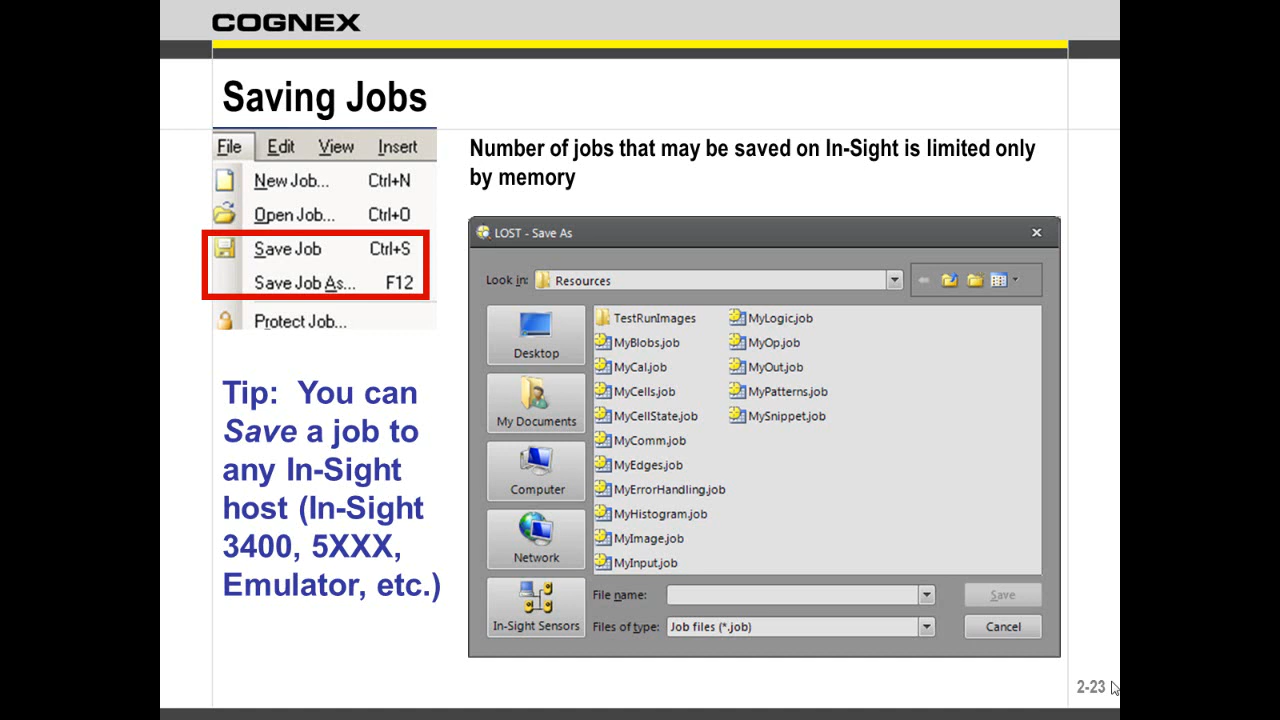 COGNEX
Saving Jobs
File Edit View Insert
New Job... Ctrl+N
Open Job... Ctrl+O
Save Job Ctrl+S
Save Job As... F12
Protect Job...
Tip: You can
Save a job to
any In-Sight
host (In-Sight
3400, 5XXX,
Emulator, etc.)
Number of jobs that may be saved on In-Sight is limited only
by memory
LOST - Save As
Look in: Resources
Desktop
My Documents
Computer
Network
In-Sight Sensors
TestRunImages
MyBlobs.job
MyCal.job
MyCells.job
MyCellState.job
MyComm.job
MyEdges.job
MyErrorHandling.job
MyHistogram.job
MyImage.job
MyInput.job
MyLogic.job
MyOp.job
MyOut.job
MyPatterns.job
MySnippet.job
File name: Save
Files of type: Job files (*.job) Cancel
2-23